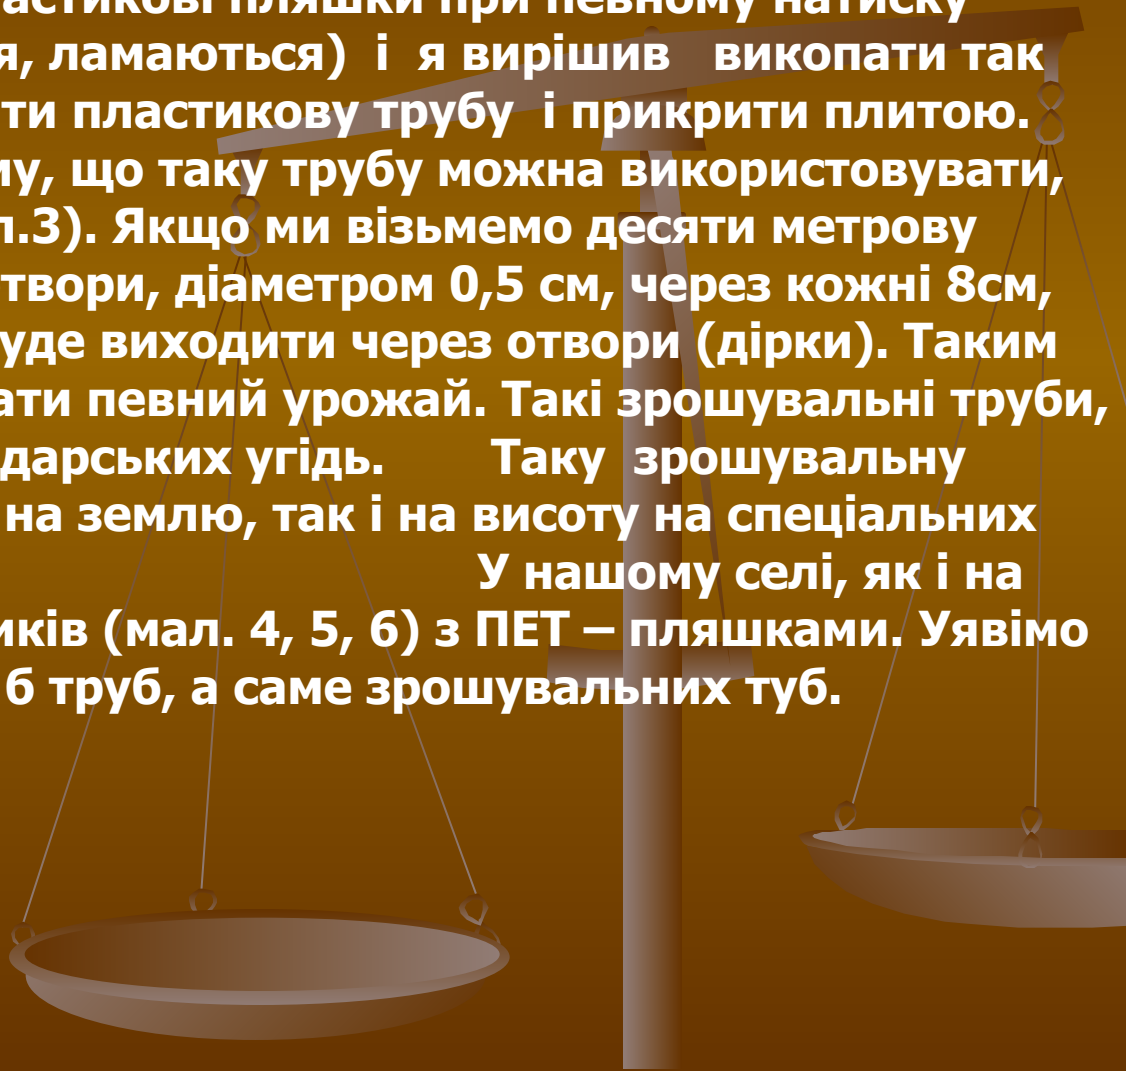 астикові пляшки при певному натиску
я, ламаються) і я вирішив викопати так
ти пластикову трубу і прикрити плитою.
му, що таку трубу можна використовувати,
л.3). Якщо ми візьмемо десяти метрову
твори, діаметром 0,5 см, через кожні 8см,
уде виходити через отвори (дірки). Таким
ати певний урожай. Такі зрошувальні труби,
дарських угідь. Таку зрошувальну
на землю, так і на висоту на спеціальних
У нашому селі, як і на
иків (мал. 4, 5, 6) з ПЕТ – пляшками. Уявімо
б труб, а саме зрошувальних туб.